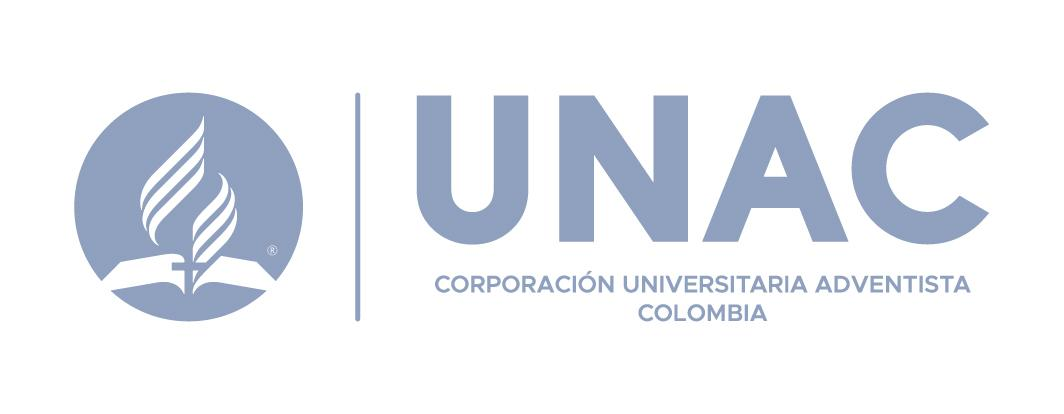 ®
UNAC
CORPORACIÓN UNIVERSITARIA ADVENTISTA
COLOMBIA